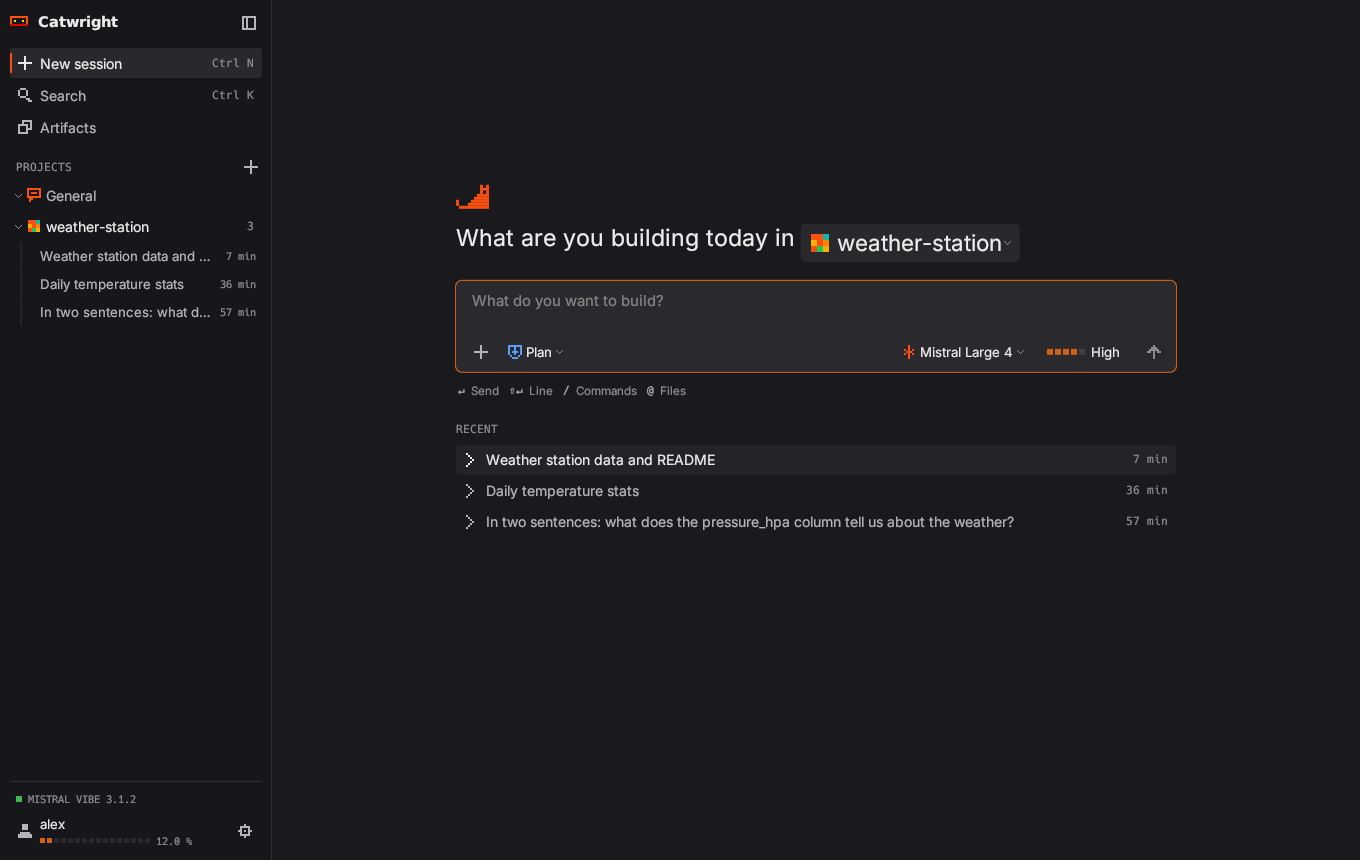 Catwright
New session Ctrl N
Search Ctrl K
Artifacts
PROJECTS
General
weather-station 3
Weather station data and ... 7 min
Daily temperature stats 36 min
In two sentences: what d... 57 min
MISTRAL VIBE 3.1.2
alex
12.0 %
What are you building today in weather-station
What do you want to build?
Plan Mistral Large 4 High
↵ Send ⇧↵ Line / Commands @ Files
RECENT
Weather station data and README 7 min
Daily temperature stats 36 min
In two sentences: what does the pressure_hpa column tell us about the weather? 57 min